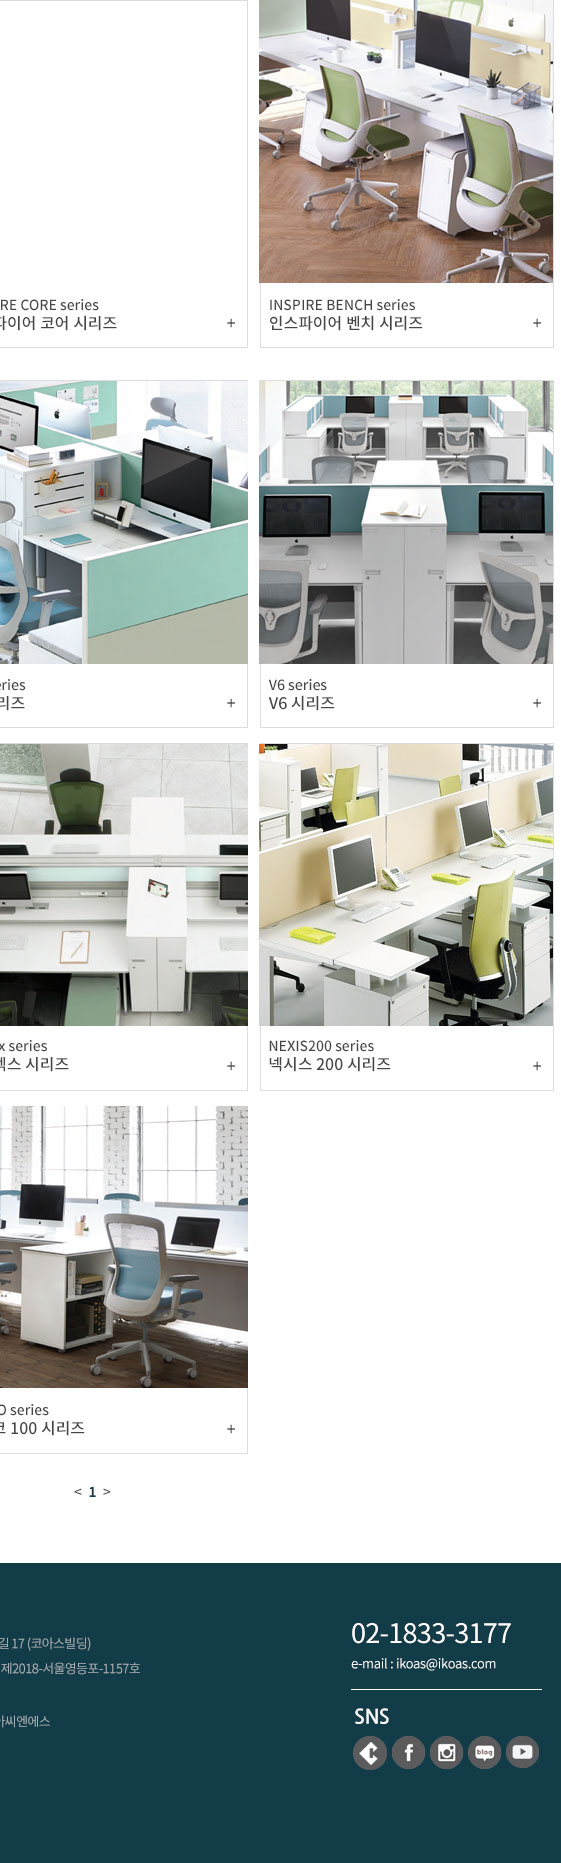 RE CORE series
파이어 코어 시리즈
+
INSPIRE BENCH series
인스파이어 벤치 시리즈
+
eries
리즈
+
V6 series
V6 시리즈
+
x series
넥스 시리즈
+
NEXIS200 series
넥시스 200 시리즈
+
O series
코 100 시리즈
+
< 1 >
길 17 (코아스빌딩)
제2018-서울영등포-1157호
아씨엔에스
02-1833-3177
e-mail : ikoas@ikoas.com
SNS
blog